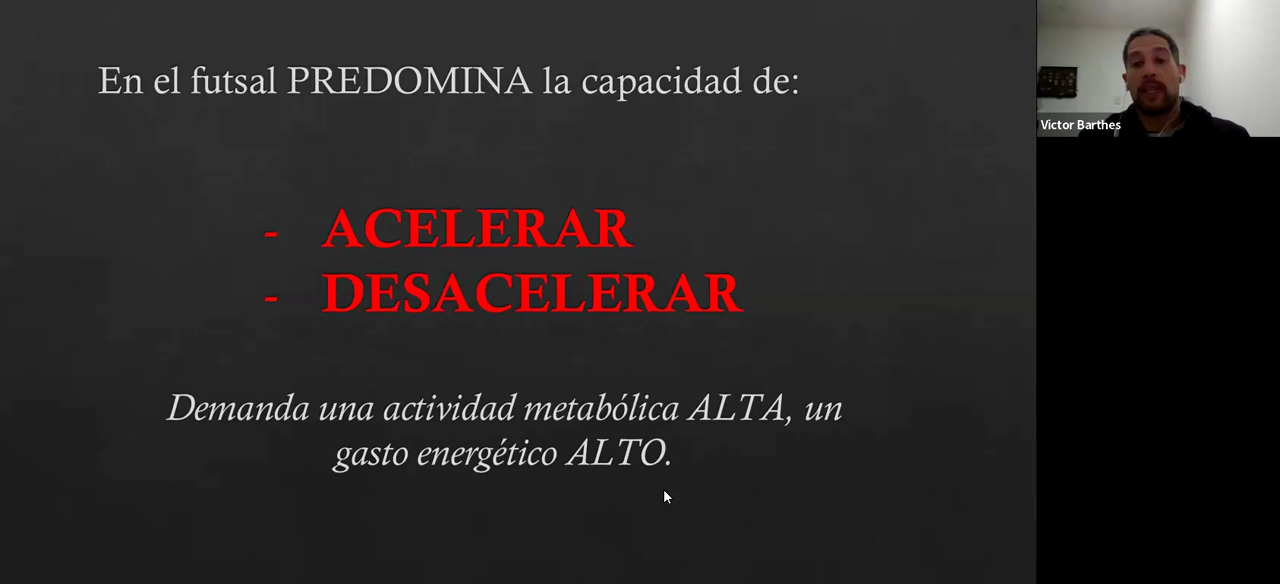 En el futsal PREDOMINA la capacidad de:
- ACELERAR
- DESACELERAR
Demanda una actividad metabólica ALTA, un
gasto energético ALTO.
Victor Barthes